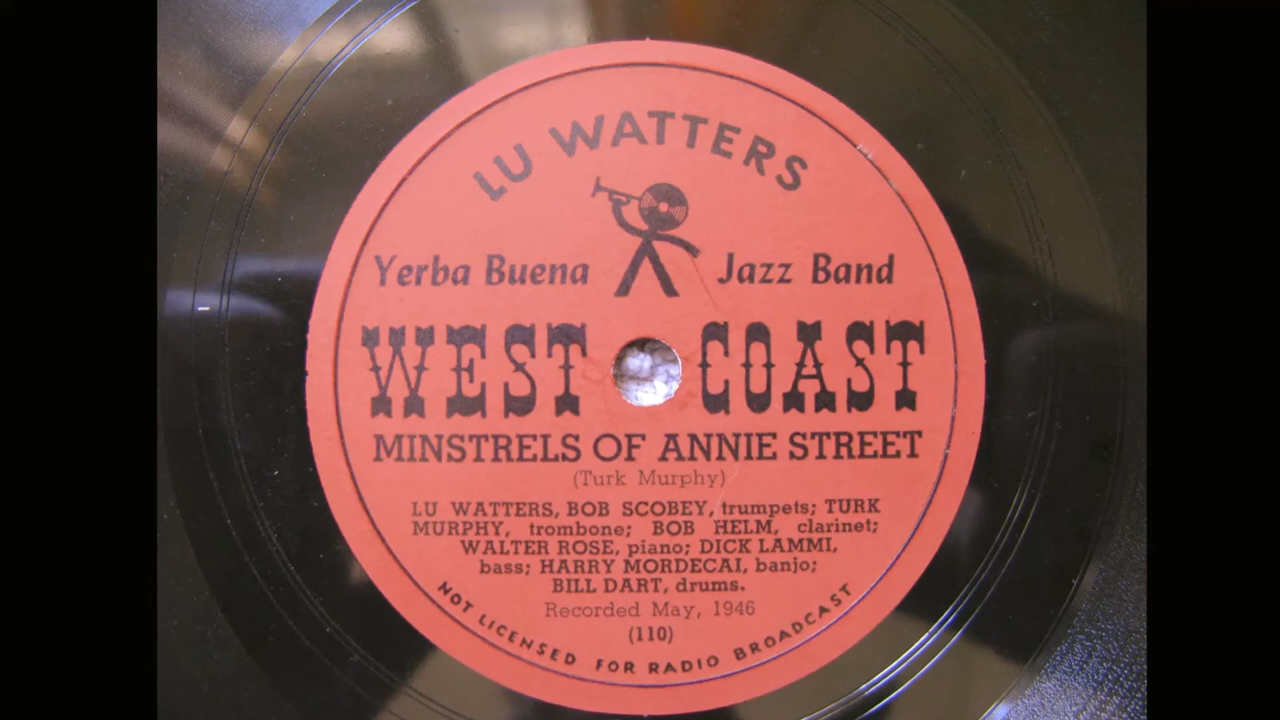 LU WATTERS
Yerba Buena Jazz Band
WEST COAST
MINSTRELS OF ANNIE STREET
(Turk Murphy)
LU WATTERS, BOB SCOBEY, trumpets; TURK
MURPHY, trombone; BOB HELM, clarinet;
WALTER ROSE, piano; DICK LAMMI,
bass; HARRY MORDECAI, banjo;
BILL DART, drums.
Recorded May, 1946
(110)
NOT LICENSED FOR RADIO BROADCAST